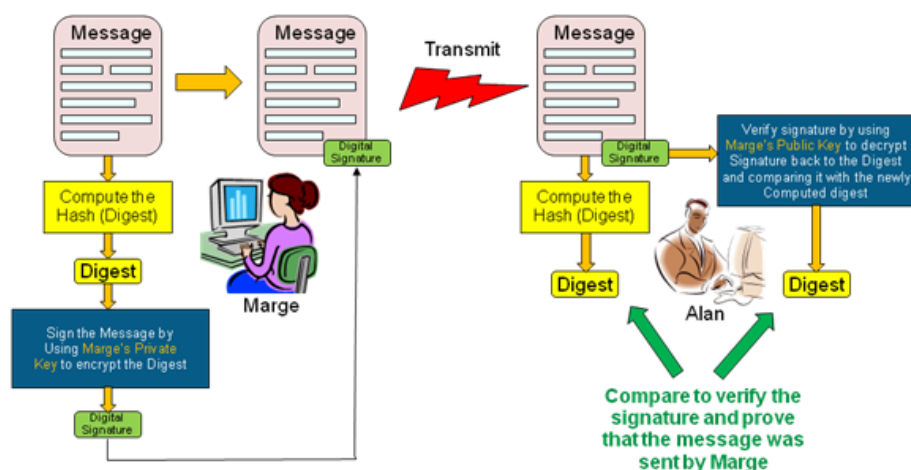 Message
Message
Transmit
Message
Digital
Signature
Digital
Signature
Verify signature by using
Marge's Public Key to decrypt
Signature back to the Digest
and comparing it with the newly
Computed digest
Compute the
Hash (Digest)
Compute the
Hash (Digest)
Digest
Marge
Digest
Alan
Digest
Sign the Message by
Using Marge's Private
Key to encrypt the Digest
Digital
Signature
Compare to verify the
signature and prove
that the message was
sent by Marge